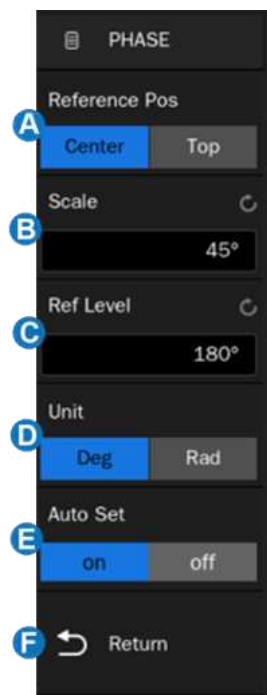 PHASE
Reference Pos
A
Center Top
Scale
B
45°
Ref Level
C
180°
Unit
D
Deg Rad
Auto Set
E
on off
F Return